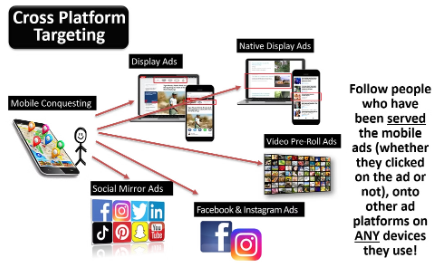 Cross Platform
Targeting
Display Ads
Native Display Ads
Mobile Conquesting
Video Pre-Roll Ads
Social Mirror Ads
Facebook & Instagram Ads
Follow people
who have
been served
the mobile
ads (whether
they clicked
on the ad or
not), onto
other ad
platforms on
ANY devices
they use!